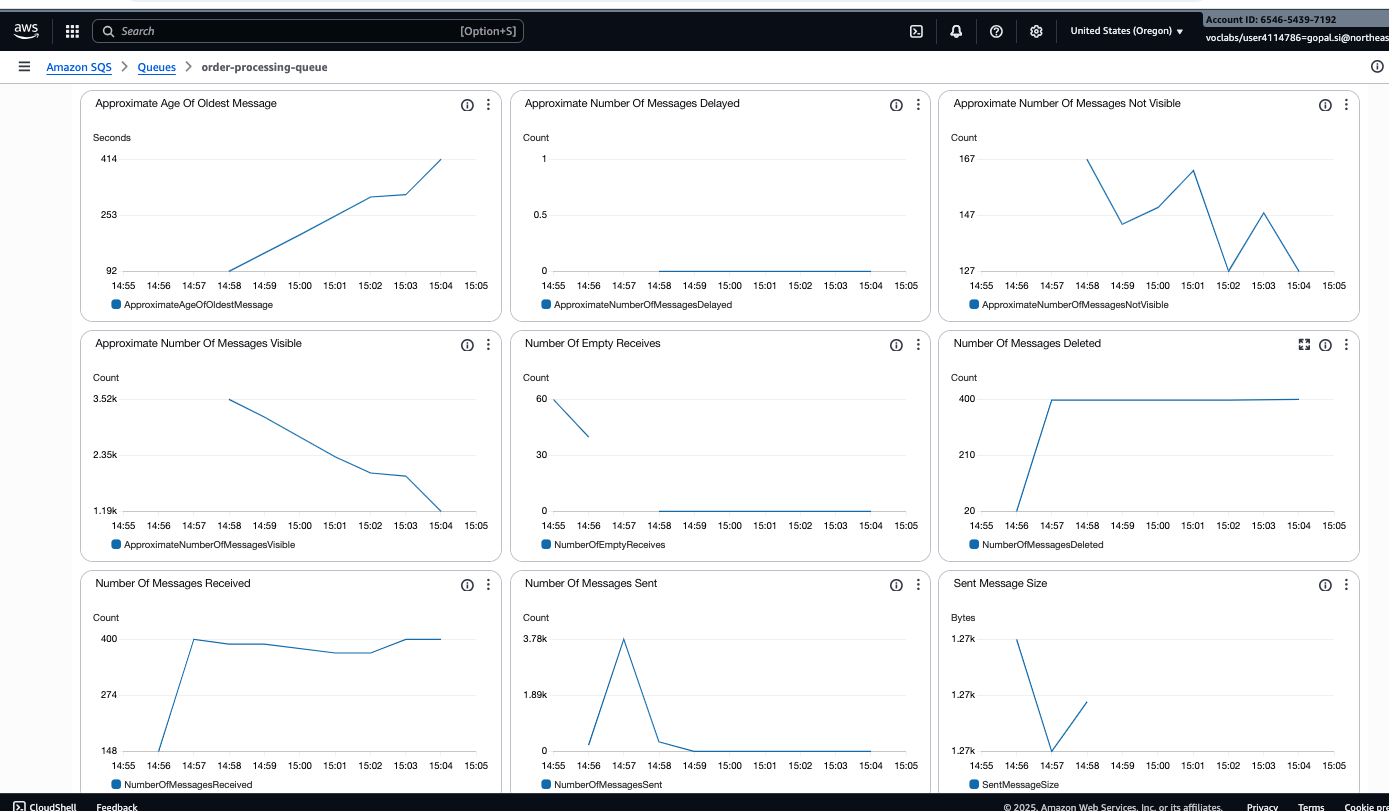 aws
Search [Option+S]
United States (Oregon)
Account ID: 6546-5439-7192
voclabs/user4114786=gopal.si@northeas
Amazon SQS > Queues > order-processing-queue
Approximate Age Of Oldest Message
Seconds
414
253
92
14:55 14:56 14:57 14:58 14:59 15:00 15:01 15:02 15:03 15:04 15:05
ApproximateAgeOfOldestMessage
Approximate Number Of Messages Delayed
Count
1
0.5
0
14:55 14:56 14:57 14:58 14:59 15:00 15:01 15:02 15:03 15:04 15:05
ApproximateNumberOfMessagesDelayed
Approximate Number Of Messages Not Visible
Count
167
147
127
14:55 14:56 14:57 14:58 14:59 15:00 15:01 15:02 15:03 15:04 15:05
ApproximateNumberOfMessagesNotVisible
Approximate Number Of Messages Visible
Count
3.52k
2.35k
1.19k
14:55 14:56 14:57 14:58 14:59 15:00 15:01 15:02 15:03 15:04 15:05
ApproximateNumberOfMessagesVisible
Number Of Empty Receives
Count
60
30
0
14:55 14:56 14:57 14:58 14:59 15:00 15:01 15:02 15:03 15:04 15:05
NumberOfEmptyReceives
Number Of Messages Deleted
Count
400
210
20
14:55 14:56 14:57 14:58 14:59 15:00 15:01 15:02 15:03 15:04 15:05
NumberOfMessagesDeleted
Number Of Messages Received
Count
400
274
148
14:55 14:56 14:57 14:58 14:59 15:00 15:01 15:02 15:03 15:04 15:05
NumberOfMessagesReceived
Number Of Messages Sent
Count
3.78k
1.89k
0
14:55 14:56 14:57 14:58 14:59 15:00 15:01 15:02 15:03 15:04 15:05
NumberOfMessagesSent
Sent Message Size
Bytes
1.27k
1.27k
1.27k
14:55 14:56 14:57 14:58 14:59 15:00 15:01 15:02 15:03 15:04 15:05
SentMessageSize
CloudShell Feedback © 2025, Amazon Web Services, Inc. or its affiliates. Privacy Terms Cookie pre